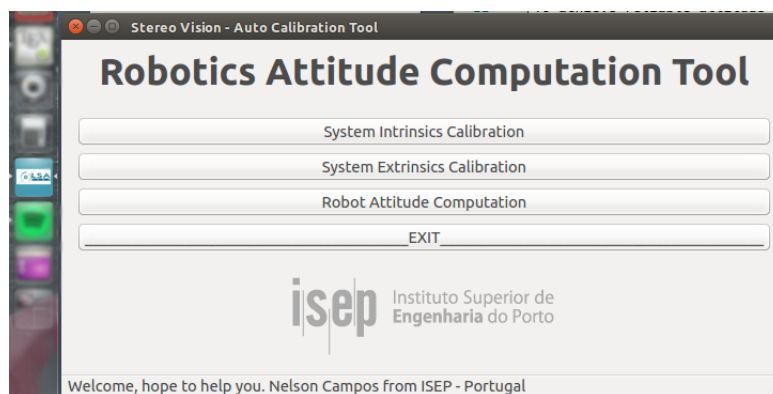 Stereo Vision - Auto Calibration Tool
Robotics Attitude Computation Tool
System Intrinsics Calibration
System Extrinsics Calibration
Robot Attitude Computation
EXIT
isep
Instituto Superior de
Engenharia do Porto
Welcome, hope to help you. Nelson Campos from ISEP - Portugal